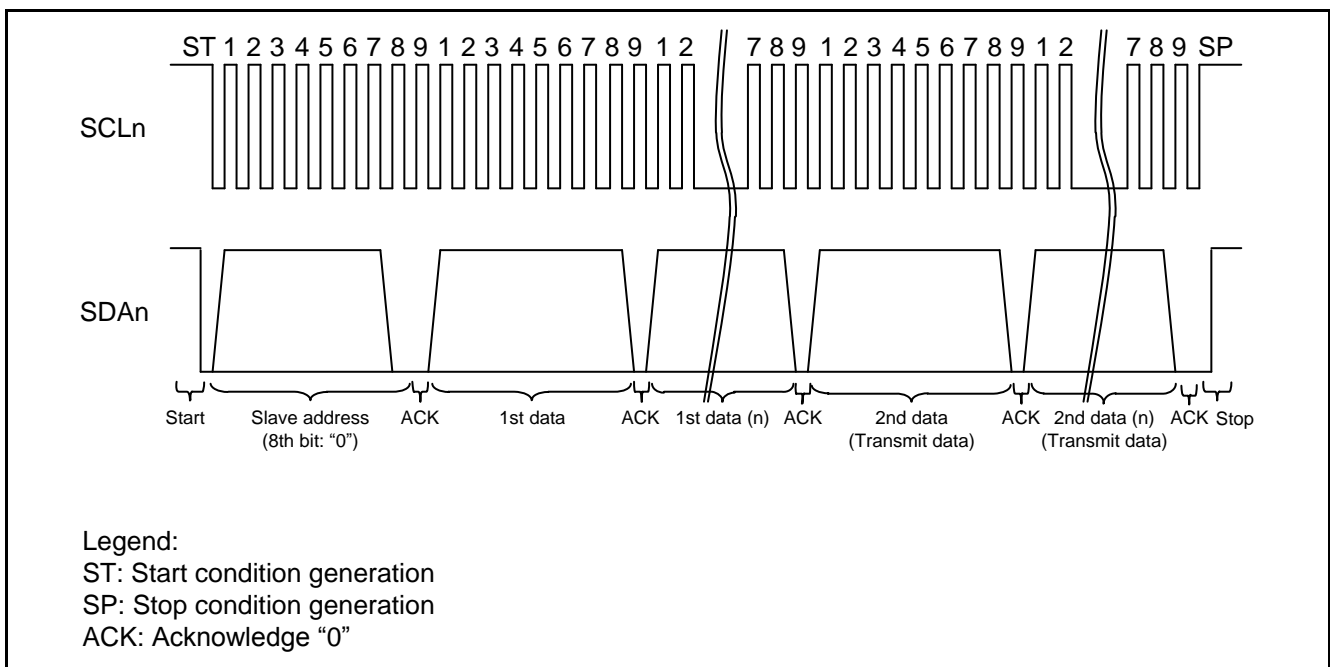 ST 1 2 3 4 5 6 7 8 9 1 2 3 4 5 6 7 8 9 1 2 7 8 9 1 2 3 4 5 6 7 8 9 1 2 7 8 9 SP
SCLn
SDAn
Start Slave address ACK 1st data ACK 1st data (n) ACK 2nd data ACK 2nd data (n) ACK Stop
(8th bit: “0”) (Transmit data) (Transmit data)
Legend:
ST: Start condition generation
SP: Stop condition generation
ACK: Acknowledge “0”